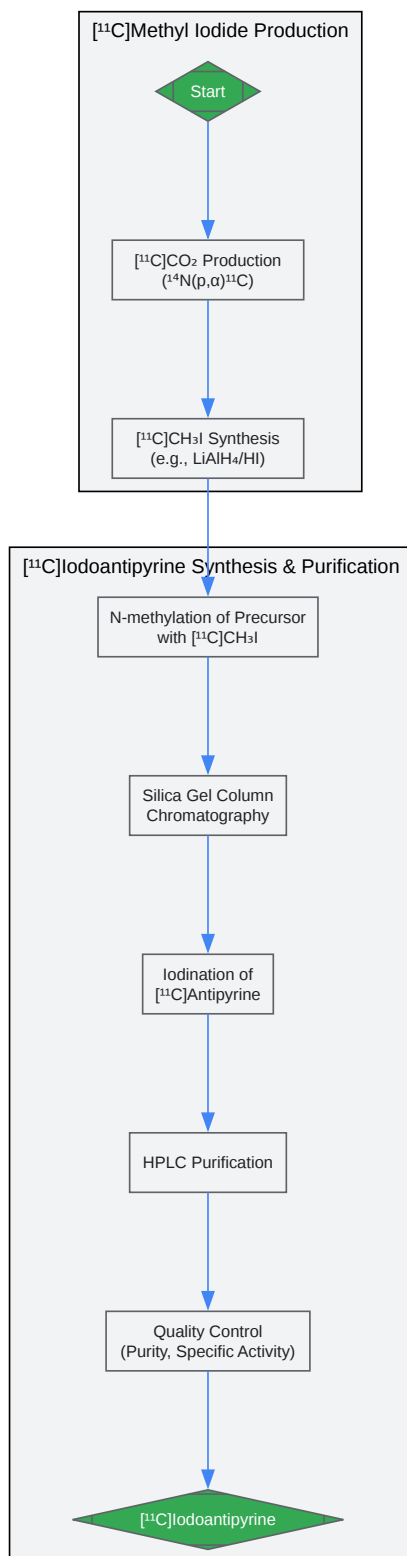 [¹¹C]Methyl Iodide Production
Start
[¹¹C]CO₂ Production
(¹⁴N(p,α)¹¹C)
[¹¹C]CH₃I Synthesis
(e.g., LiAlH₄/HI)
[¹¹C]Iodoantipyrine Synthesis & Purification
N-methylation of Precursor
with [¹¹C]CH₃I
Silica Gel Column
Chromatography
Iodination of
[¹¹C]Antipyrine
HPLC Purification
Quality Control
(Purity, Specific Activity)
[¹¹C]Iodoantipyrine